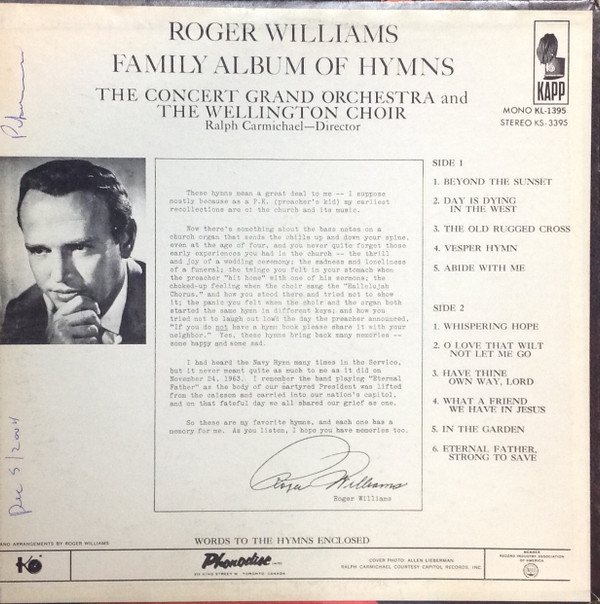 ROGER WILLIAMS
FAMILY ALBUM OF HYMNS
THE CONCERT GRAND ORCHESTRA and
THE WELLINGTON CHOIR
Ralph Carmichael—Director
KAPP
MONO KL-1395
STEREO KS-3395
These hymns mean a great deal to me -- I suppose
mostly because as a P.K. (preacher's kid) my earliest
recollections are of the church and its music.
Now there's something about the bass notes on a
church organ that sends the chills up and down your spine,
even at the age of four, and you never quite forget those
early experiences you had in the church -- the thrill
and joy of a wedding ceremony; the sadness and loneliness
of a funeral; the twinge you felt in your stomach when
the preacher "hit home" with one of his sermons; the
choked-up feeling when the choir sang the "Hallelujah
Chorus," and how you stood there and tried not to show
it; the panic you felt when the choir and the organ both
started the same hymn in different keys; and how you
tried not to laugh out loud the day the preacher announced,
"If you do not have a hymn book please share it with your
neighbor." Yes, these hymns bring back many memories --
some happy and some sad.
I had heard the Navy Hymn many times in the Service,
but it never meant quite as much to me as it did on
November 24, 1963. I remember the band playing "Eternal
Father" as the body of our martyred President was lifted
from the caisson and carried into our nation's capitol,
and on that fateful day we all shared our grief as one.
So these are my favorite hymns, and each one has a
memory for me. As you listen, I hope you have memories too.
Roger Williams
Roger Williams
SIDE 1
1. BEYOND THE SUNSET
2. DAY IS DYING
IN THE WEST
3. THE OLD RUGGED CROSS
4. VESPER HYMN
5. ABIDE WITH ME
SIDE 2
1. WHISPERING HOPE
2. O LOVE THAT WILT
NOT LET ME GO
3. HAVE THINE
OWN WAY, LORD
4. WHAT A FRIEND
WE HAVE IN JESUS
5. IN THE GARDEN
6. ETERNAL FATHER,
STRONG TO SAVE
Dec 5/2004
ARRANGEMENTS BY ROGER WILLIAMS
WORDS TO THE HYMNS ENCLOSED
Phonodisc
KING STREET W. TORONTO, CANADA
COVER PHOTO: ALLEN LIEBERMAN
RALPH CARMICHAEL COURTESY CAPITOL RECORDS, INC.
MEMBER
RECORD INDUSTRY ASSOCIATION
OF AMERICA